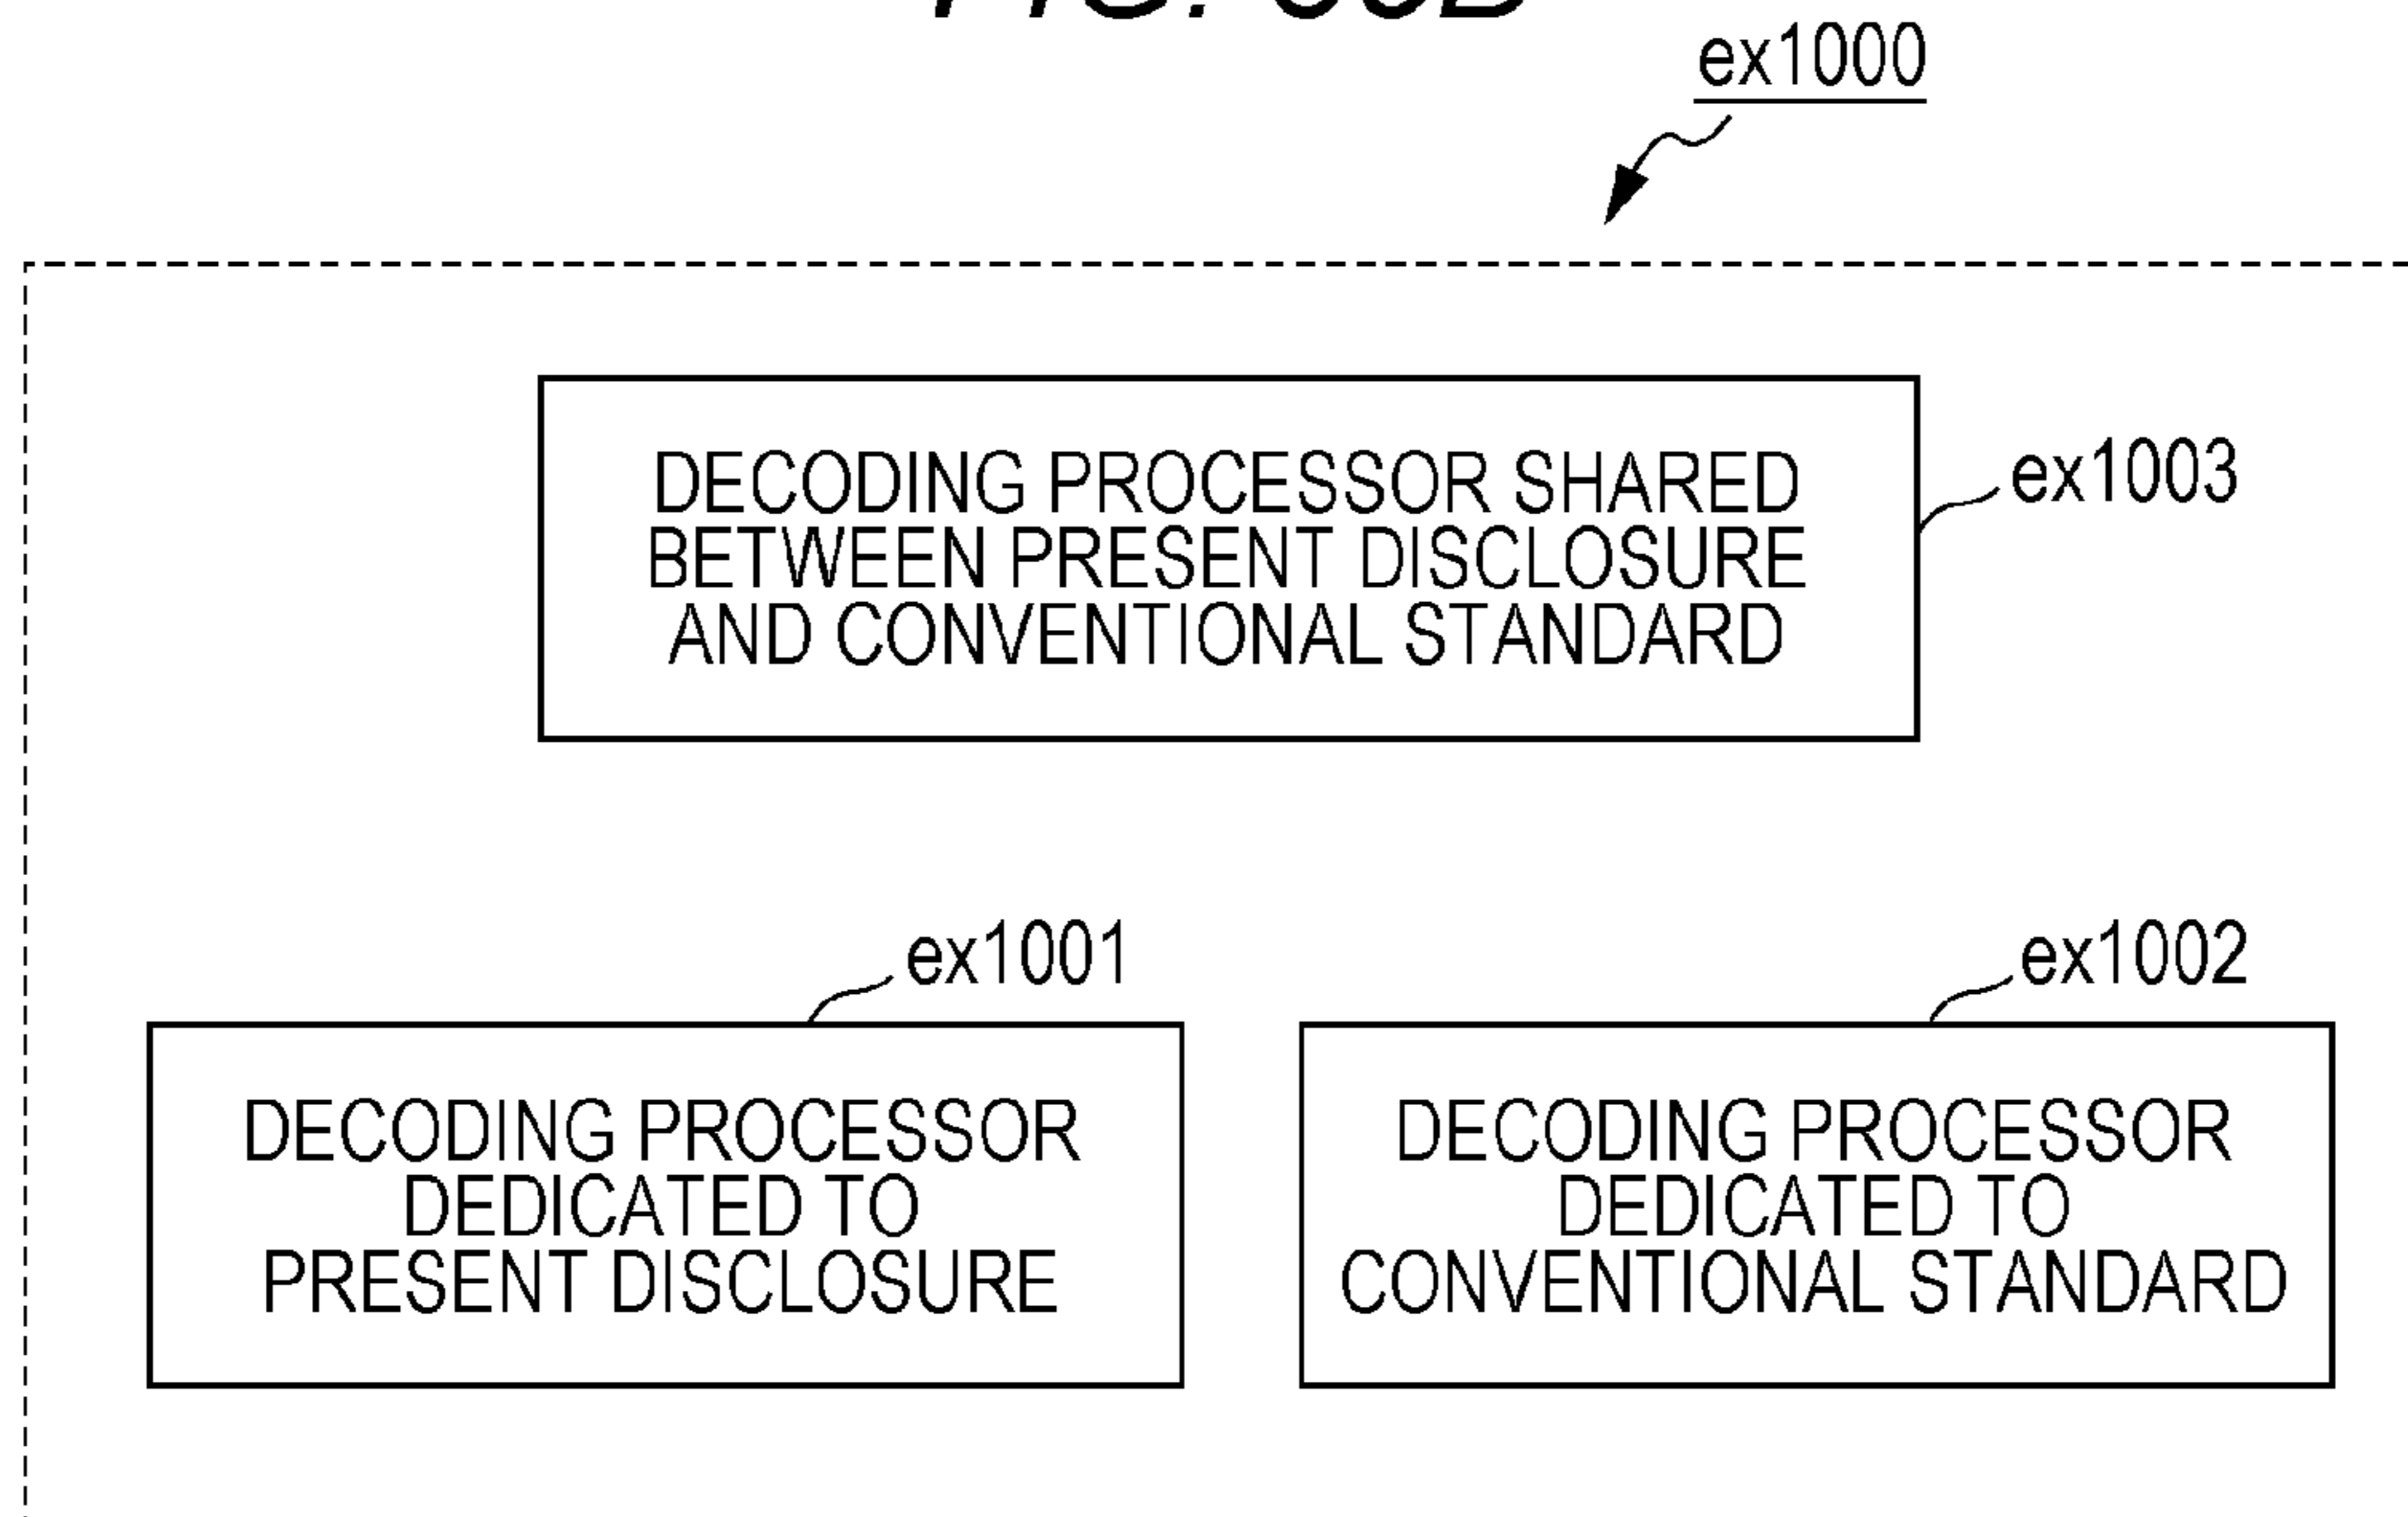 FIG.
ex1000
DECODING PROCESSOR SHARED
BETWEEN PRESENT DISCLOSURE
AND CONVENTIONAL STANDARD
ex1003
ex1001
ex1002
DECODING PROCESSOR
DEDICATED TO
PRESENT DISCLOSURE
DECODING PROCESSOR
DEDICATED TO
CONVENTIONAL STANDARD